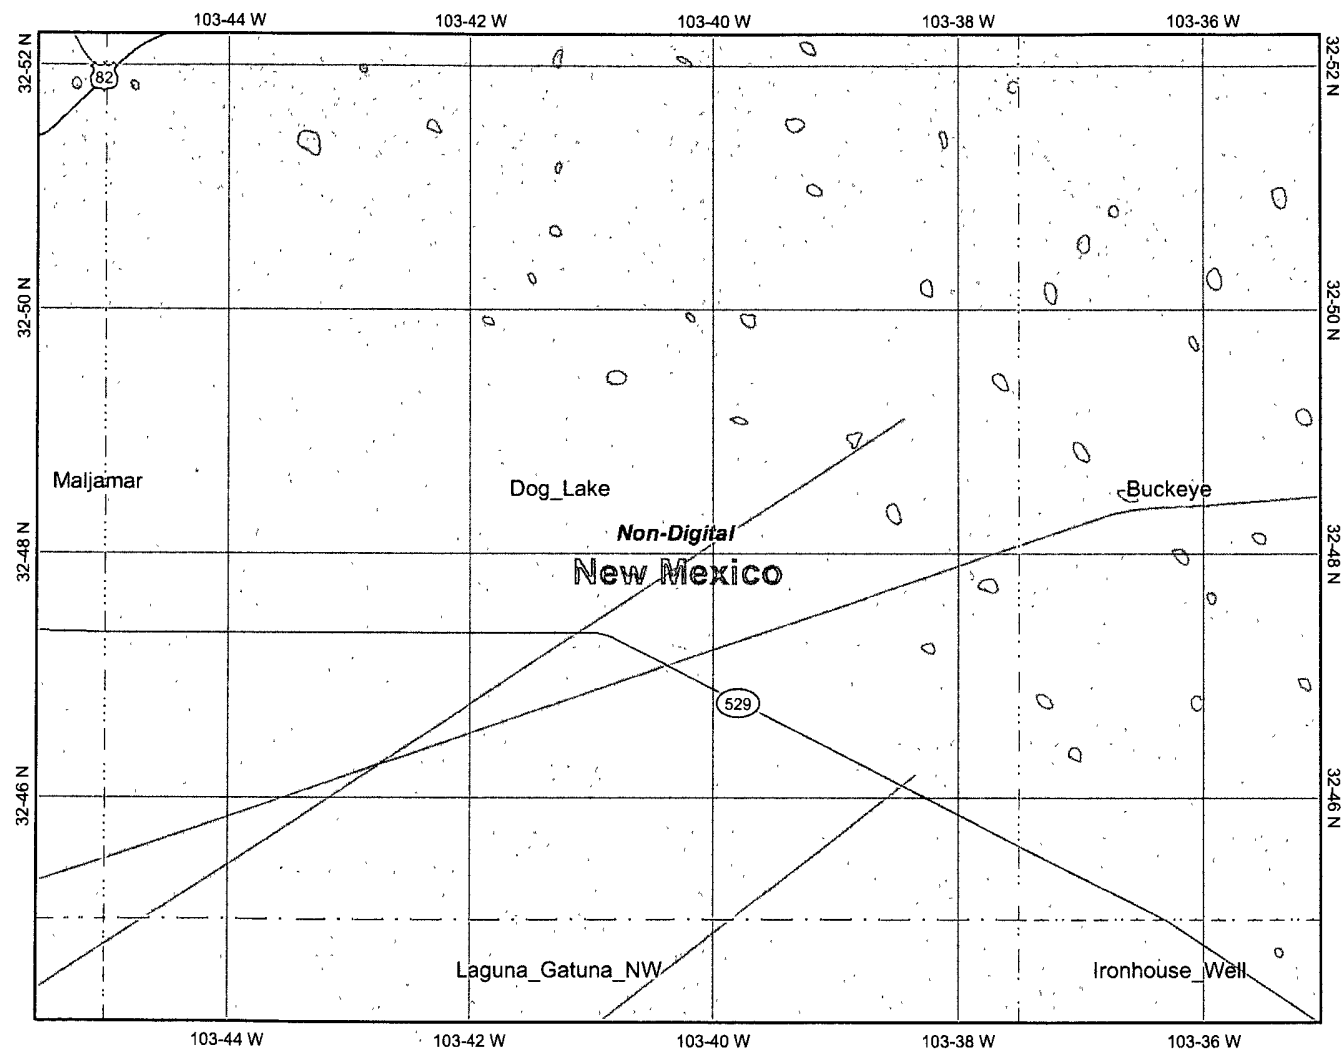 103-44 W 103-42 W 103-40 W 103-38 W 103-36 W
32-52 N
32-52 N
82
32-50 N
32-50 N
Maljamar
Dog_Lake
Buckeye
Non-Digital
32-48 N
32-48 N
New Mexico
529
32-46 N
32-46 N
Laguna_Gatuna_NW
Ironhouse_Well
103-44 W 103-42 W 103-40 W 103-38 W 103-36 W